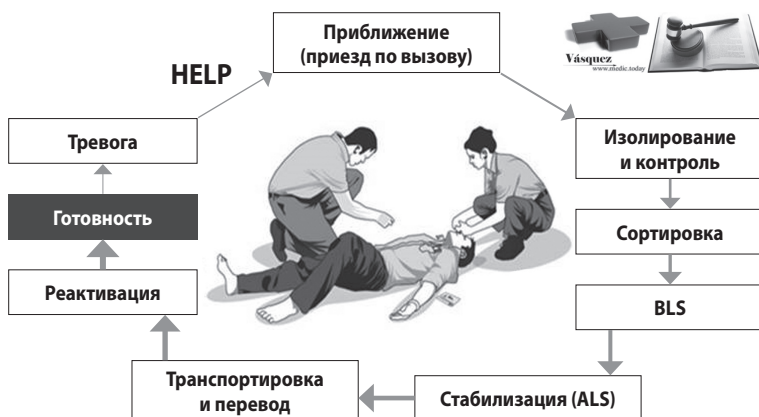 Приближение
(приезд по вызову)
Vásquez
www.medic.today
HELP
Тревога
Изолирование
и контроль
Готовность
Сортировка
Реактивация
BLS
Транспортировка
и перевод
Стабилизация (ALS)